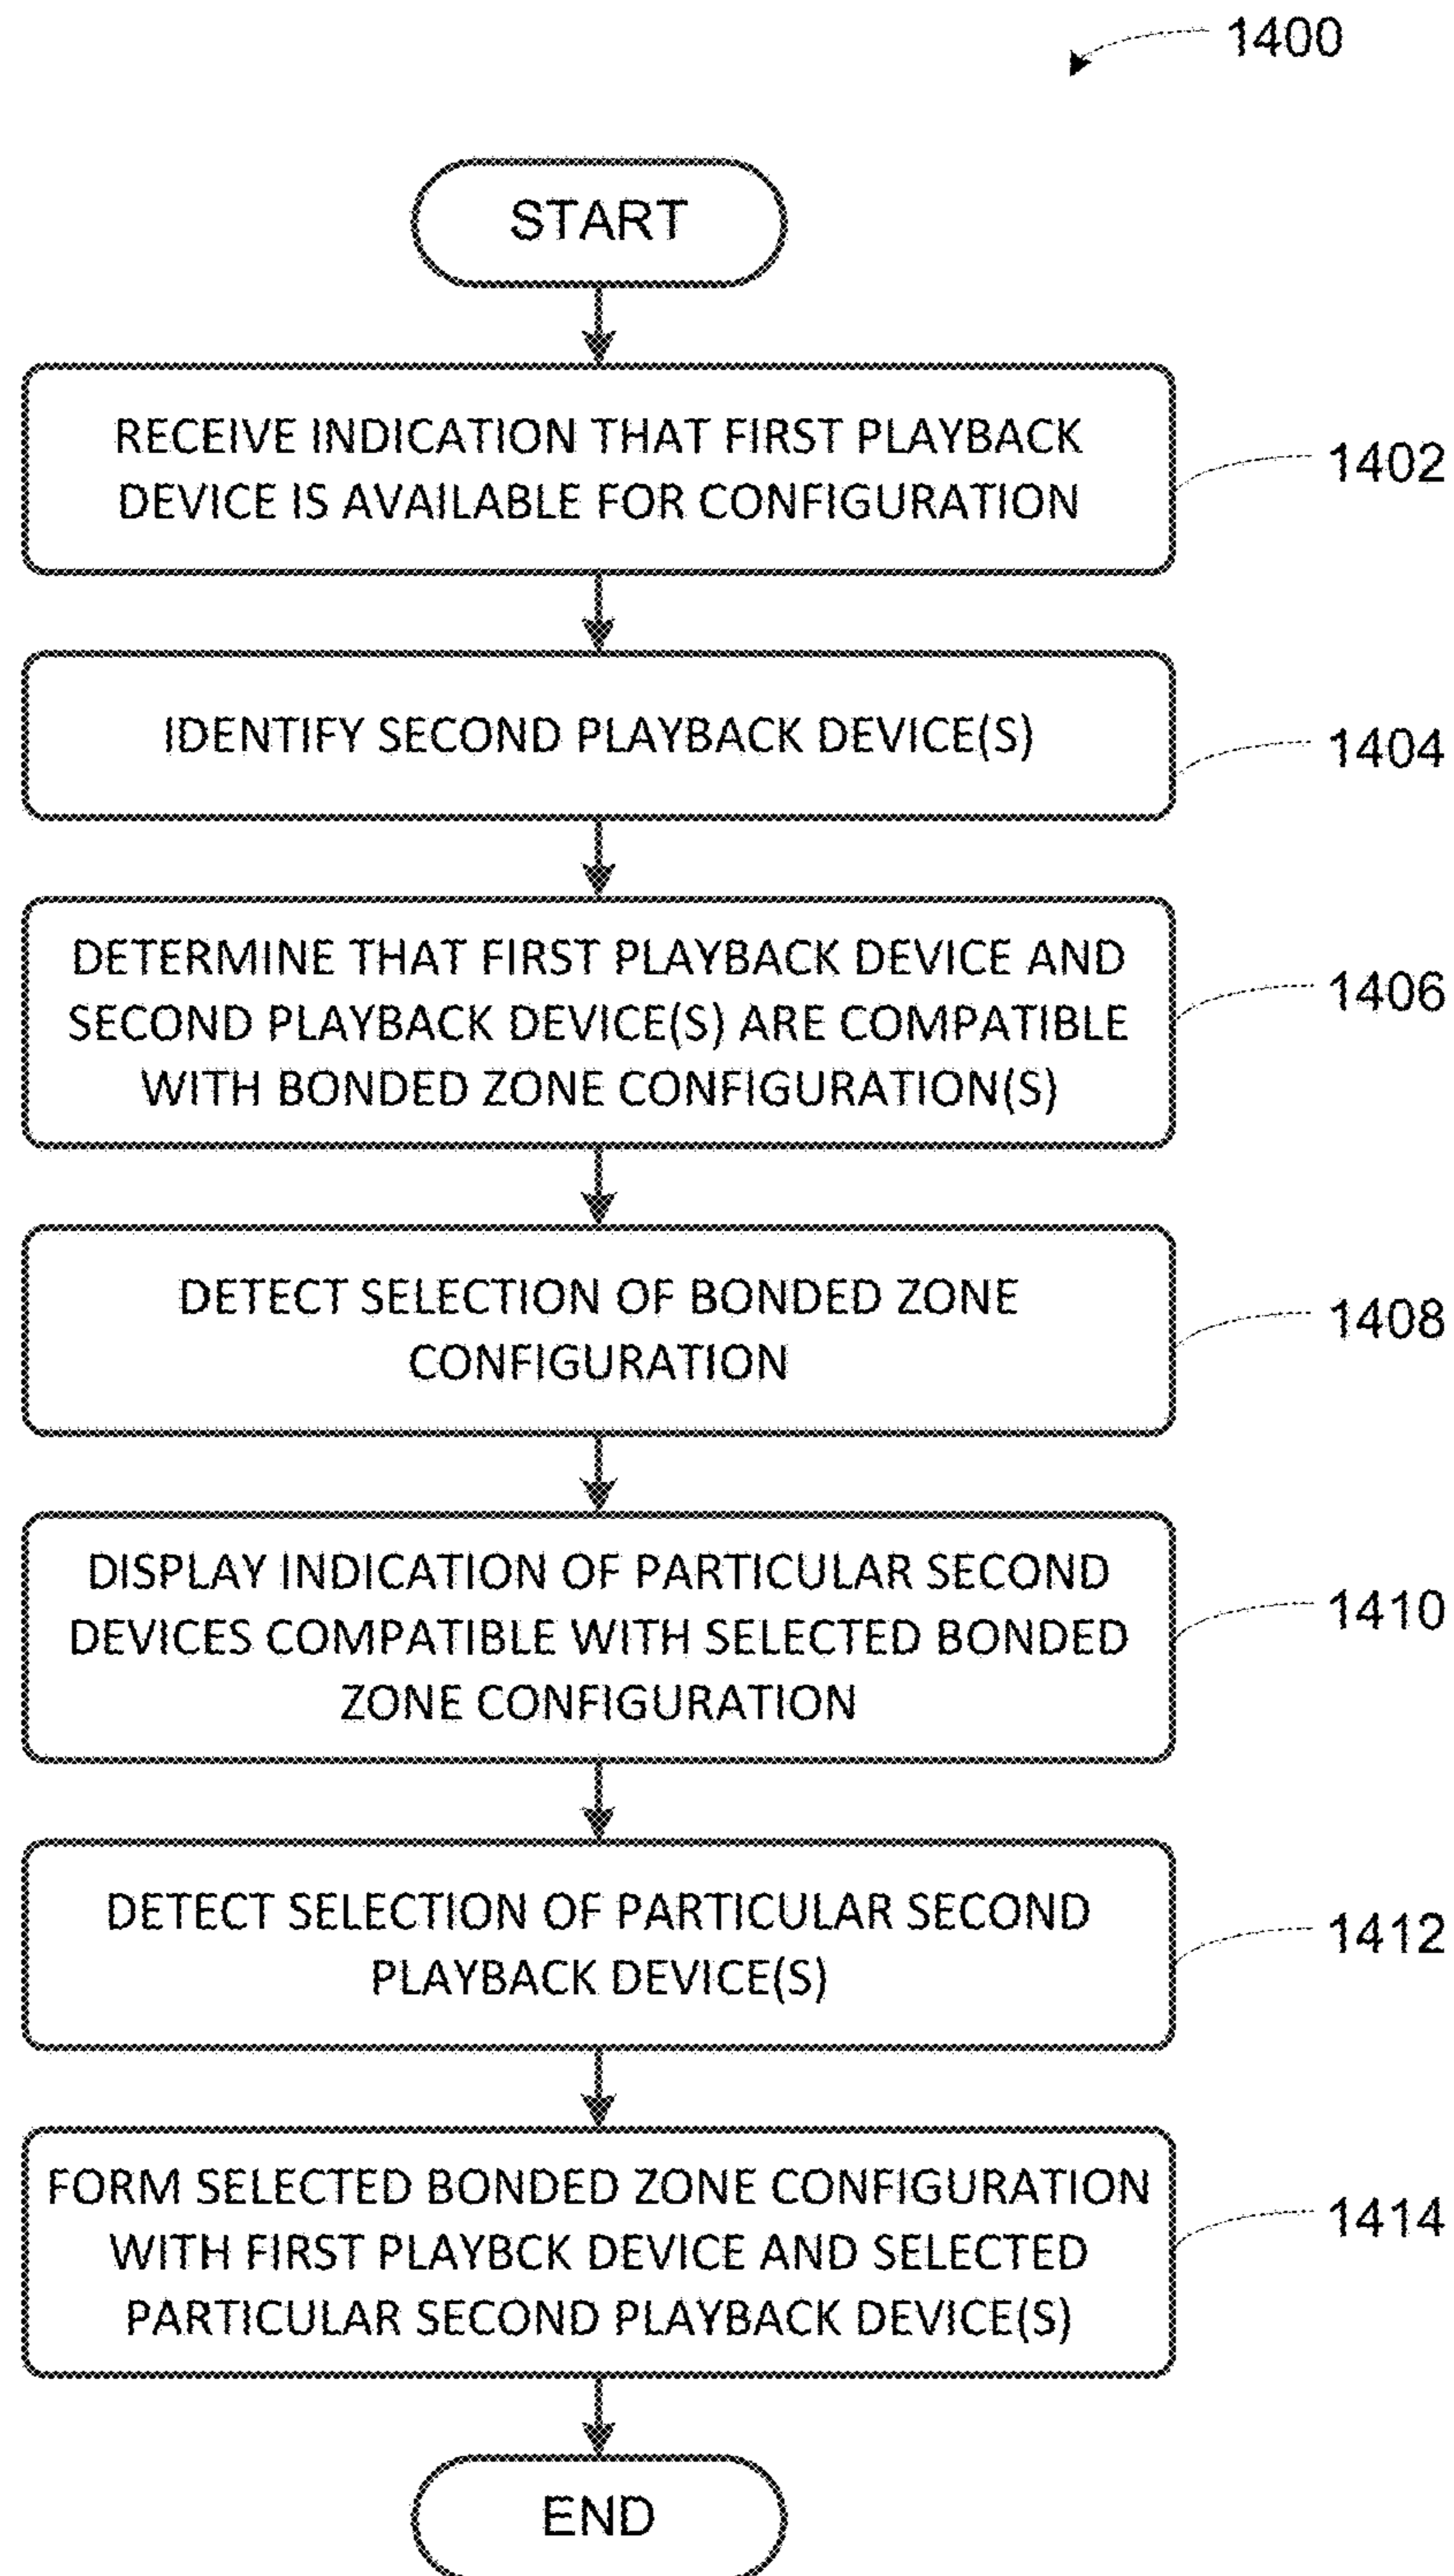 1400
START
RECEIVE INDICATION THAT FIRST PLAYBACK
DEVICE IS AVAILABLE FOR CONFIGURATION
1402
IDENTIFY SECOND PLAYBACK DEVICE(S)
1404
DETERMINE THAT FIRST PLAYBACK DEVICE AND
SECOND PLAYBACK DEVICE(S) ARE COMPATIBLE
WITH BONDED ZONE CONFIGURATION(S)
1406
DETECT SELECTION OF BONDED ZONE
CONFIGURATION
1408
DISPLAY INDICATION OF PARTICULAR SECOND
DEVICES COMPATIBLE WITH SELECTED BONDED
ZONE CONFIGURATION
1410
DETECT SELECTION OF PARTICULAR SECOND
PLAYBACK DEVICE(S)
1412
FORM SELECTED BONDED ZONE CONFIGURATION
WITH FIRST PLAYBCK DEVICE AND SELECTED
PARTICULAR SECOND PLAYBACK DEVICE(S)
1414
END